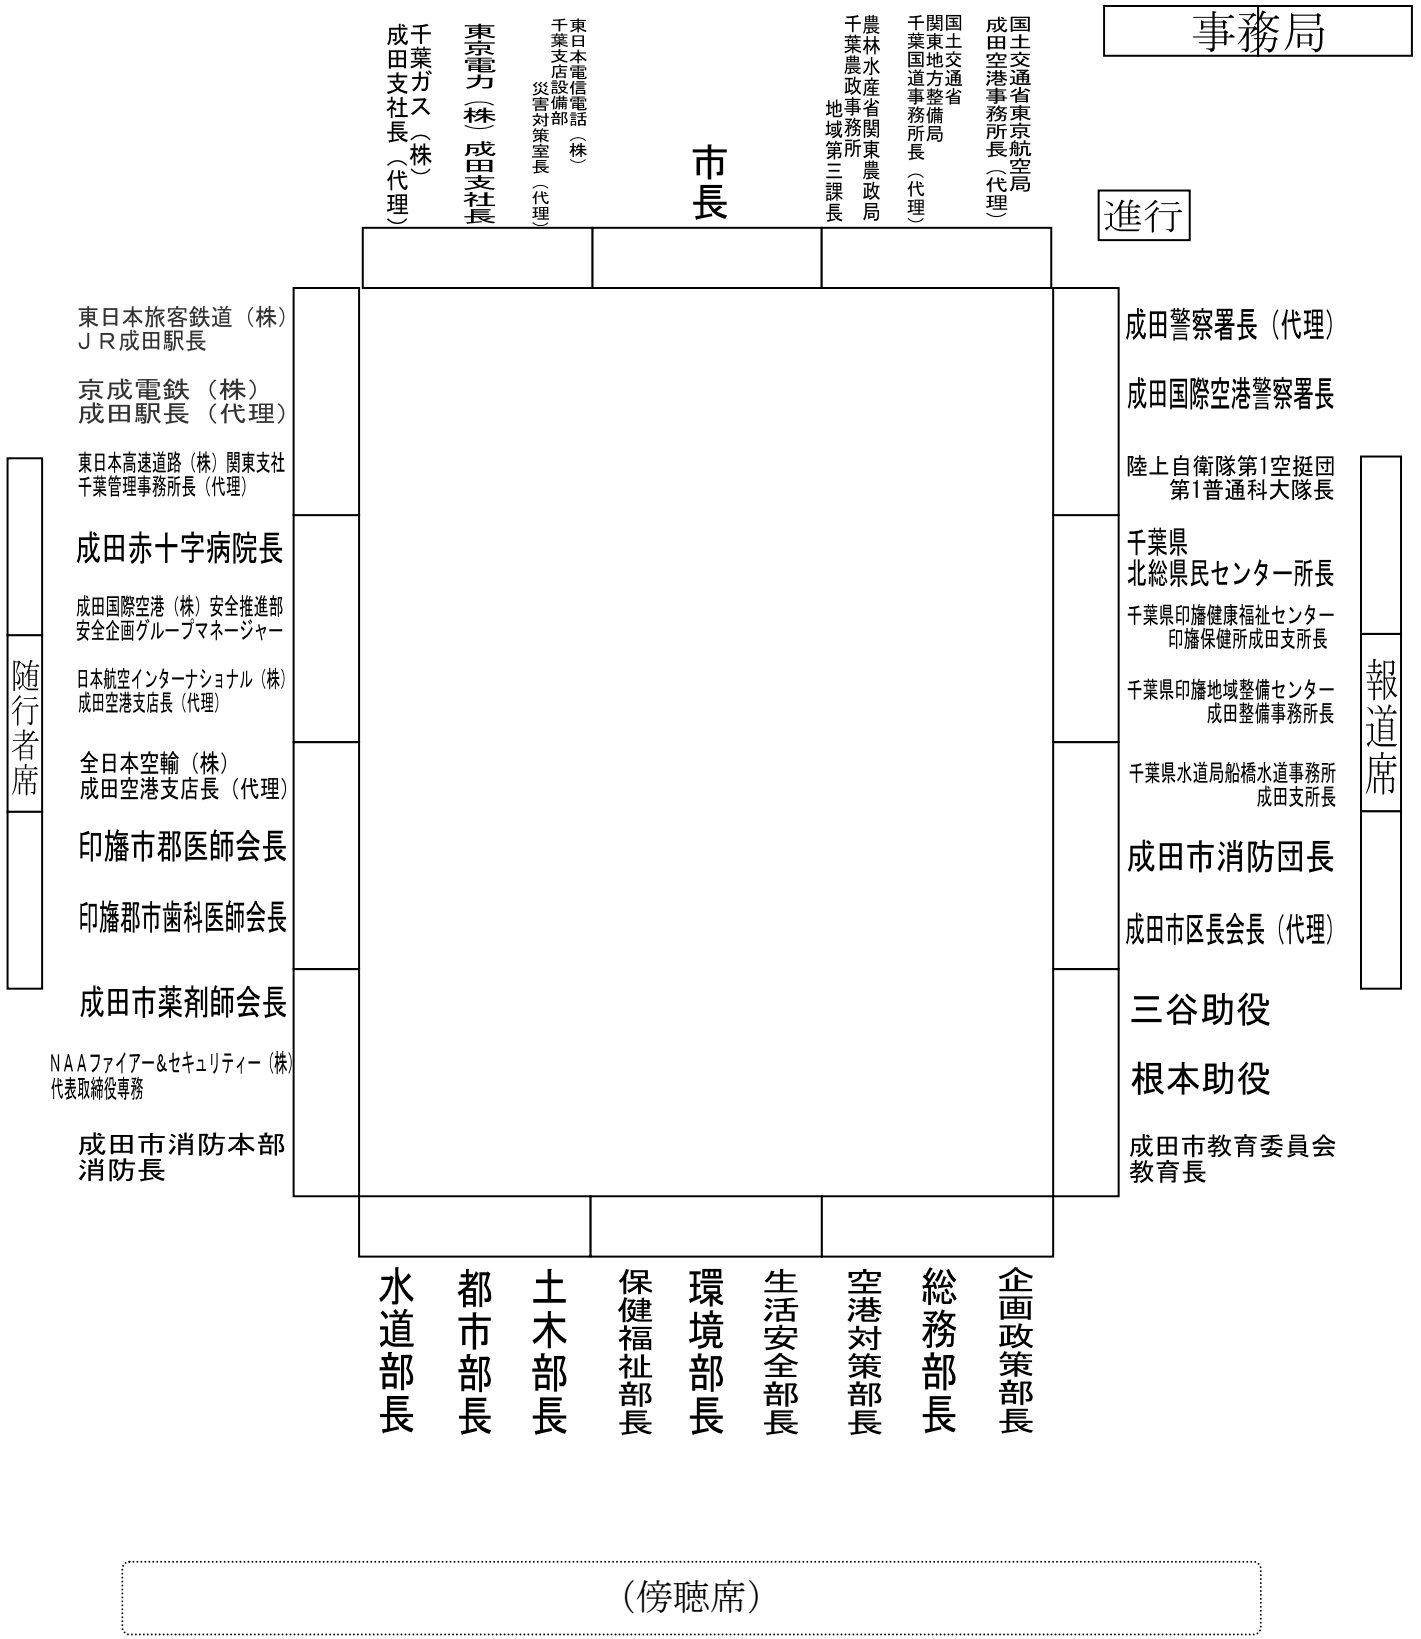 事務局
進行
国土交通省東京航空局
成田空港事務所長（代理）
国土交通省
関東地方整備局
千葉国道事務所長（代理）
農林水産省関東農政局
千葉農政事務所
地域第三課長
市長
東日本電信電話（株）
千葉支店設備部
災害対策室長（代理）
東京電力（株）成田支社長
千葉ガス（株）
成田支社長（代理）
東日本旅客鉄道（株）
ＪＲ成田駅長
京成電鉄（株）
成田駅長（代理）
東日本高速道路（株）関東支社
千葉管理事務所長（代理）
成田赤十字病院長
成田国際空港（株）安全推進部
安全企画グループマネージャー
日本航空インターナショナル（株）
成田空港支店長（代理）
全日本空輸（株）
成田空港支店長（代理）
印旛市郡医師会長
印旛郡市歯科医師会長
成田市薬剤師会長
ＮＡＡファイアー&セキュリティー（株）
代表取締役専務
成田市消防本部
消防長
随行者席
成田警察署長（代理）
成田国際空港警察署長
陸上自衛隊第1空挺団
第1普通科大隊長
千葉県
北総県民センター所長
千葉県印旛健康福祉センター
印旛保健所成田支所長
千葉県印旛地域整備センター
成田整備事務所長
千葉県水道局船橋水道事務所
成田支所長
成田市消防団長
成田市区長会長（代理）
三谷助役
根本助役
成田市教育委員会
教育長
報道席
水道部長
都市部長
土木部長
保健福祉部長
環境部長
生活安全部長
空港対策部長
総務部長
企画政策部長
（傍聴席）